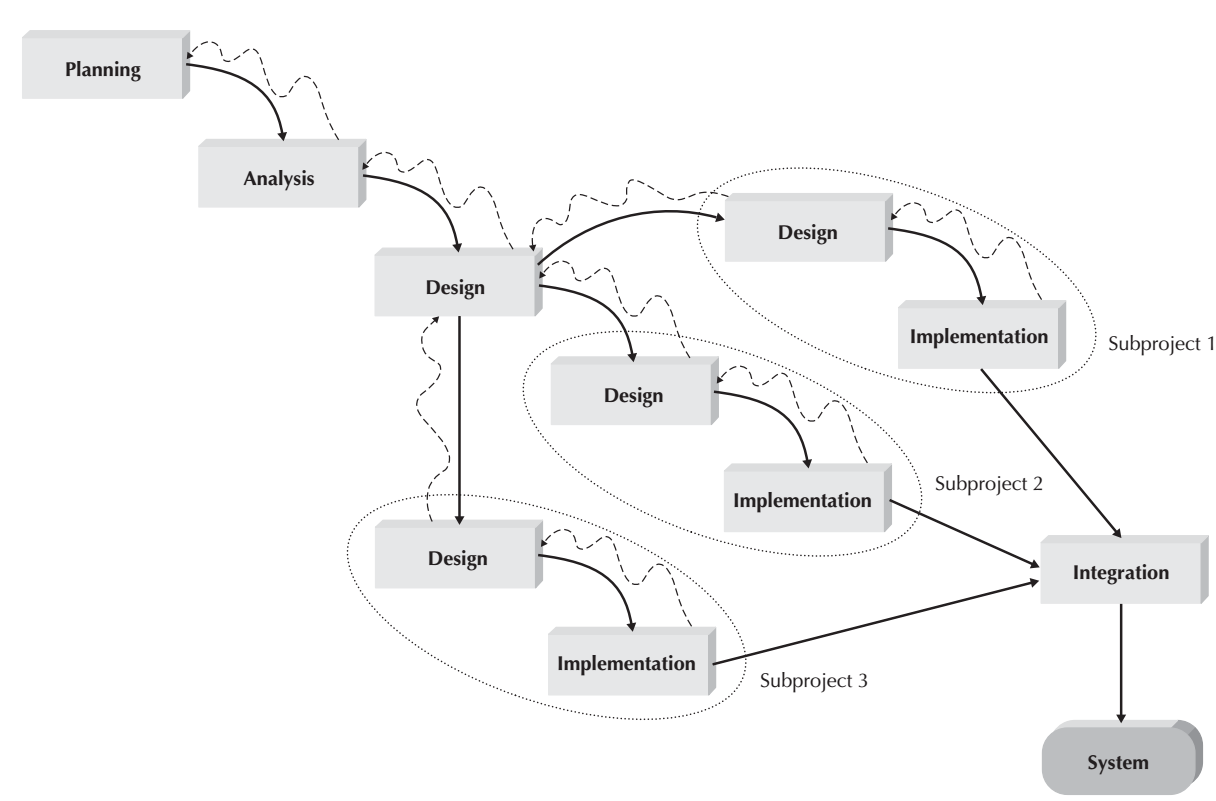 Planning
Analysis
Design
Design
Implementation
Subproject 1
Design
Implementation
Subproject 2
Design
Implementation
Subproject 3
Integration
System